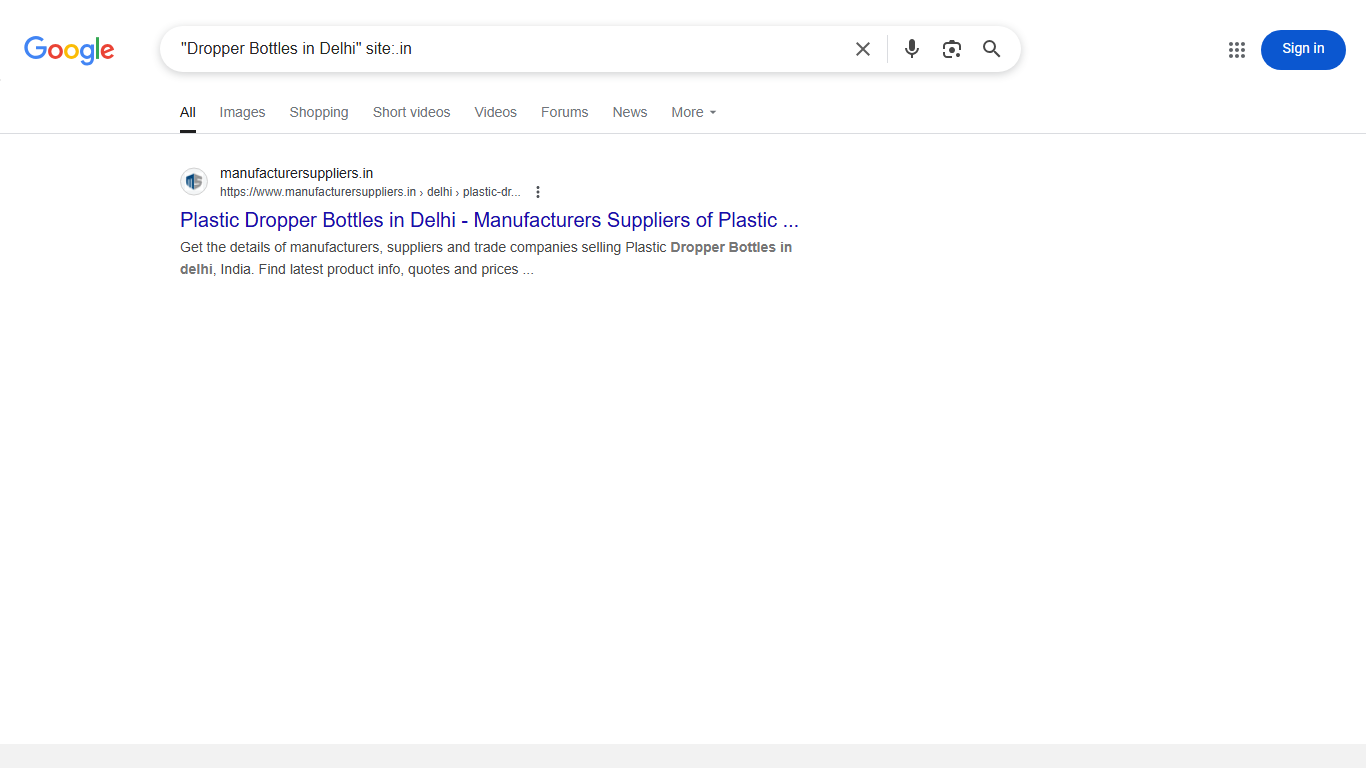 Google
"Dropper Bottles in Delhi" site:.in
Sign in
All Images Shopping Short videos Videos Forums News More
manufacturersuppliers.in
https://www.manufacturersuppliers.in › delhi › plastic-dr...
Plastic Dropper Bottles in Delhi - Manufacturers Suppliers of Plastic ...
Get the details of manufacturers, suppliers and trade companies selling Plastic Dropper Bottles in
delhi, India. Find latest product info, quotes and prices ...